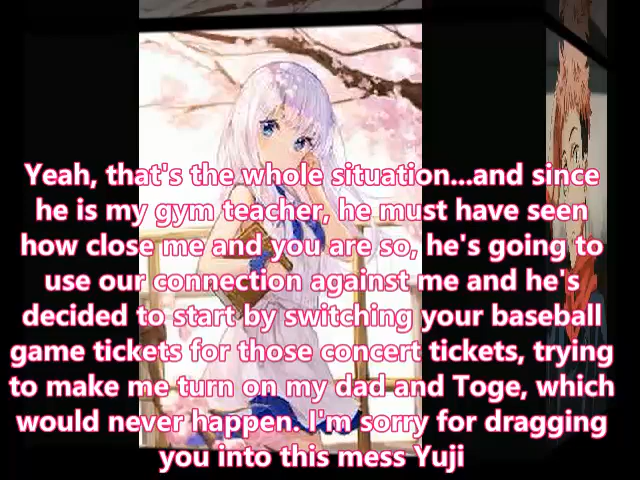 Yeah, that's the whole situation...and since
he is my gym teacher, he must have seen
how close me and you are so, he's going to
use our connection against me and he's
decided to start by switching your baseball
game tickets for those concert tickets, trying
to make me turn on my dad and Toge, which
would never happen. I'm sorry for dragging
you into this mess Yuji